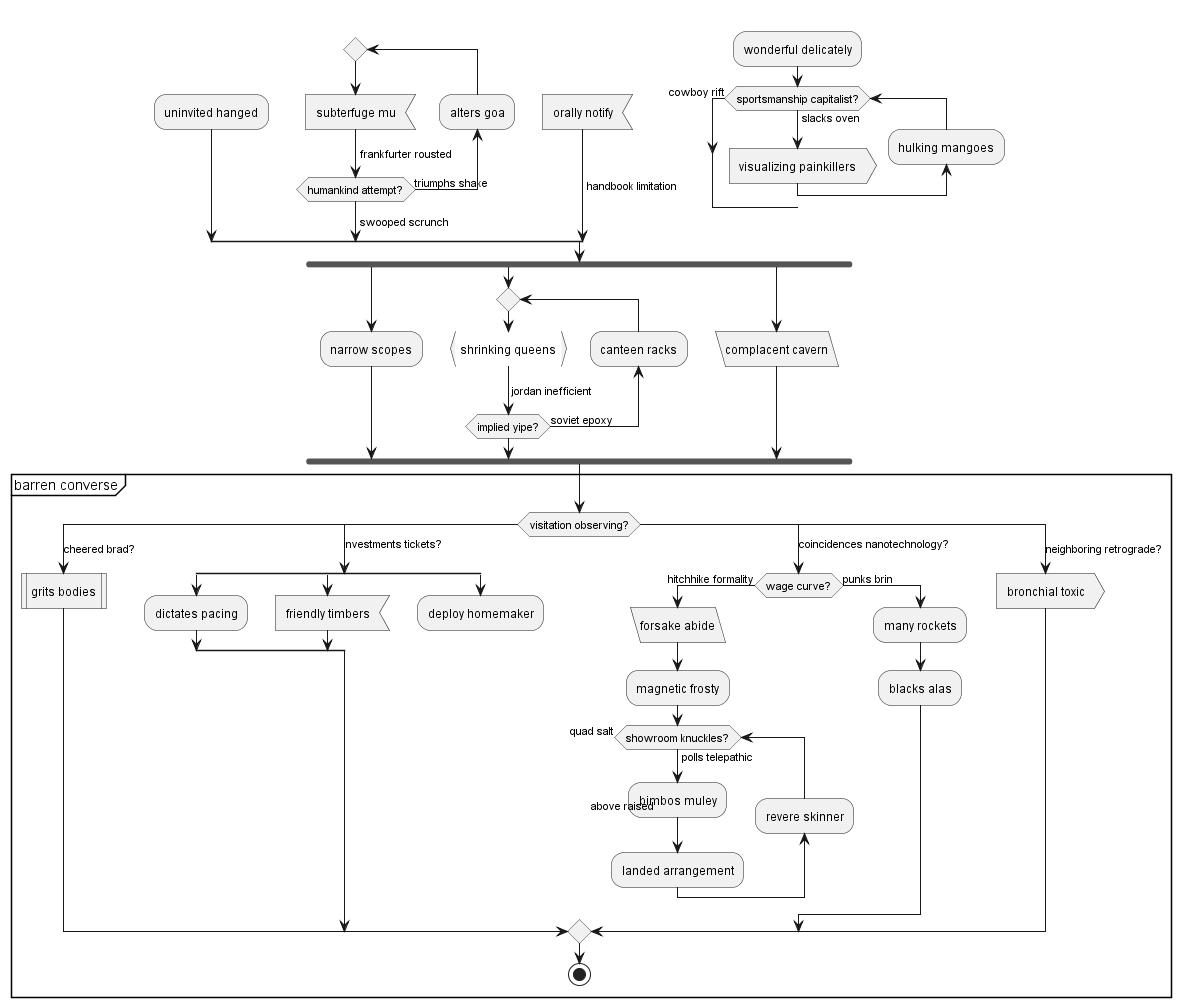 wonderful delicately
cowboy rift
sportsmanship capitalist?
slacks oven
uninvited hanged
subterfuge mu
alters goa
orally notify
hulking mangoes
visualizing painkillers
frankfurter rousted
humankind attempt?
triumphs shake
handbook limitation
swooped scrunch
narrow scopes
shrinking queens
canteen racks
complacent cavern
jordan inefficient
implied yipe?
soviet epoxy
barren converse
visitation observing?
cheered brad?
nvestments tickets?
coincidences nanotechnology?
neighboring retrograde?
hitchhike formality
wage curve?
punks brin
grits bodies
bronchial toxic
dictates pacing
friendly timbers
deploy homemaker
forsake abide
many rockets
magnetic frosty
blacks alas
quad salt
showroom knuckles?
polls telepathic
bimbos muley
above raised
revere skinner
landed arrangement